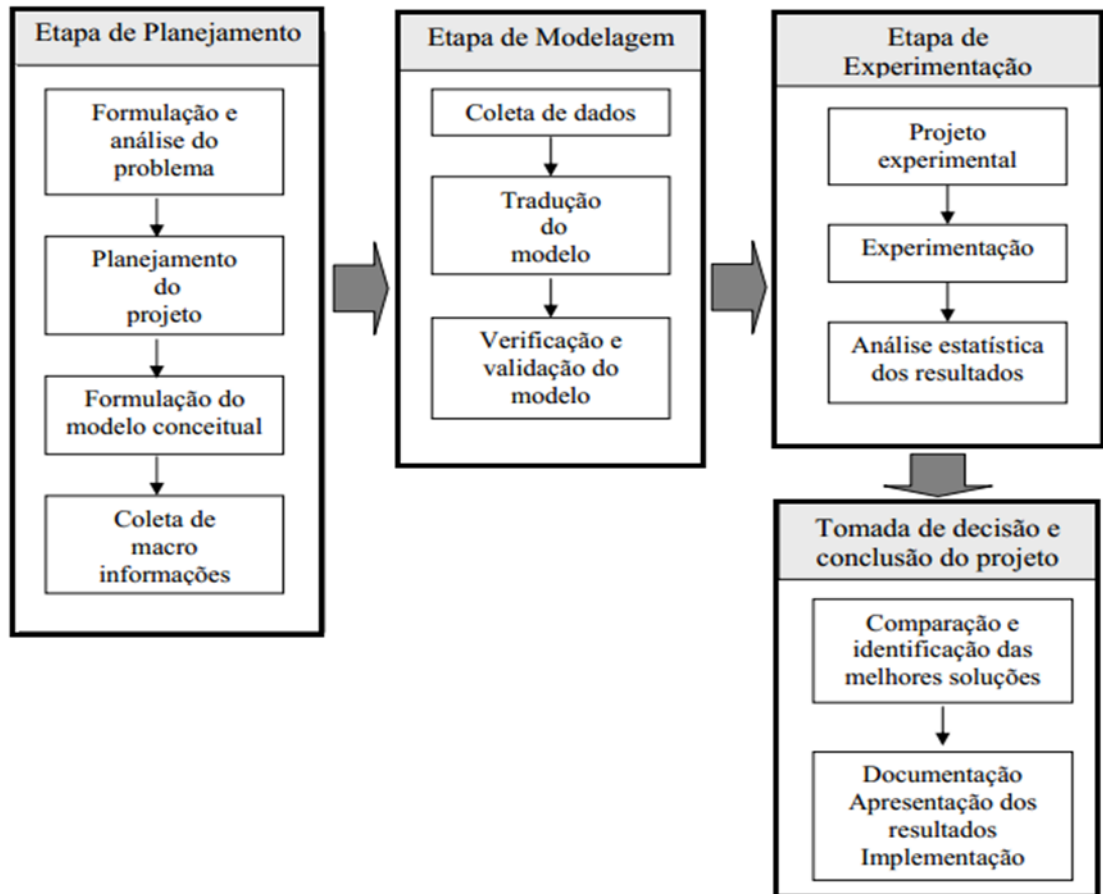 Etapa de Planejamento
Formulação e
análise do
problema
Planejamento
do
projeto
Formulação do
modelo conceitual
Coleta de
macro
informações
Etapa de Modelagem
Coleta de dados
Tradução
do
modelo
Verificação e
validação do
modelo
Etapa de
Experimentação
Projeto
experimental
Experimentação
Análise estatística
dos resultados
Tomada de decisão e
conclusão do projeto
Comparação e
identificação das
melhores soluções
Documentação
Apresentação dos
resultados
Implementação